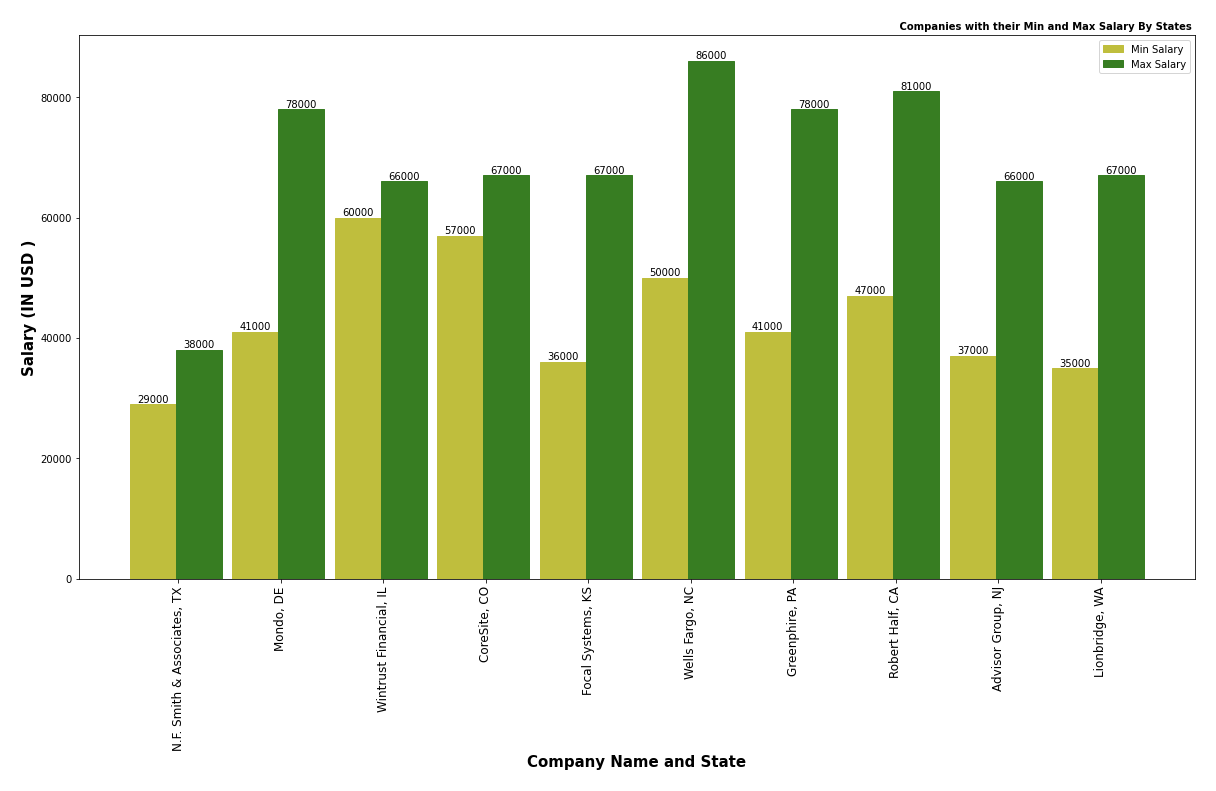 Companies with their Min and Max Salary By States
Min Salary
Max Salary
Salary (IN USD )
80000
60000
40000
20000
0
29000
38000
41000
78000
60000
66000
57000
67000
36000
67000
50000
86000
41000
78000
47000
81000
37000
66000
35000
67000
N.F. Smith & Associates, TX
Mondo, DE
Wintrust Financial, IL
CoreSite, CO
Focal Systems, KS
Wells Fargo, NC
Greenphire, PA
Robert Half, CA
Advisor Group, NJ
Lionbridge, WA
Company Name and State